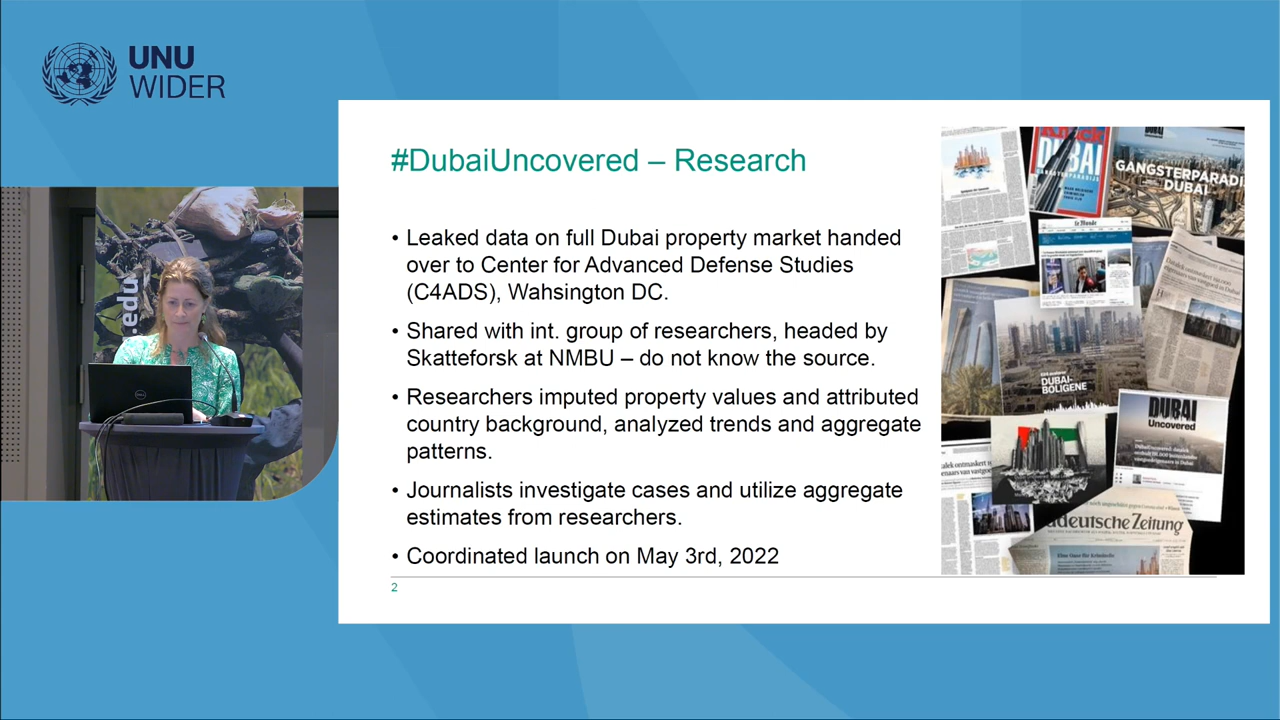 UNU
WIDER
.edu
#DubaiUncovered – Research
• Leaked data on full Dubai property market handed
over to Center for Advanced Defense Studies
(C4ADS), Wahsington DC.
• Shared with int. group of researchers, headed by
Skatteforsk at NMBU – do not know the source.
• Researchers imputed property values and attributed
country background, analyzed trends and aggregate
patterns.
• Journalists investigate cases and utilize aggregate
estimates from researchers.
• Coordinated launch on May 3rd, 2022
2
Knack
DUBAI
GANGSTERPARADIJS
DUBAI
GANGSTERPARADI
DUBAI
le Monde
DUBAI-
BOLIGENE
DUBAI
Uncovered
deutsche Zeitung